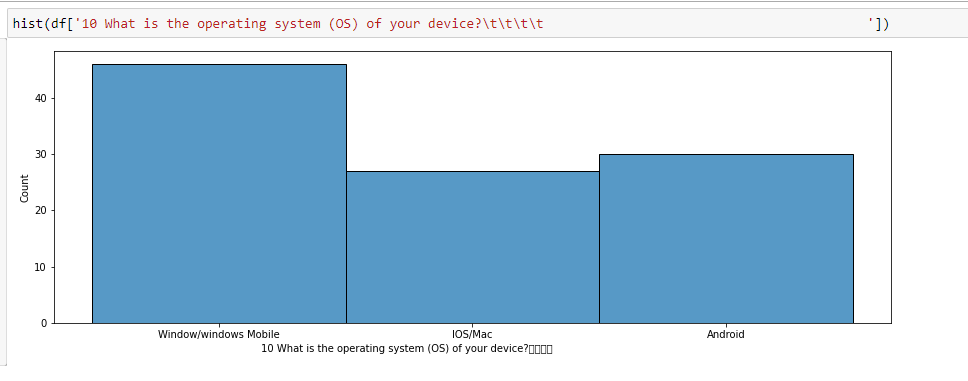 hist(df['10 What is the operating system (OS) of your device?\t\t\t\t                                          '])
40
30
20
10
0
Count
Window/windows Mobile IOS/Mac Android
10 What is the operating system (OS) of your device?▯▯▯▯